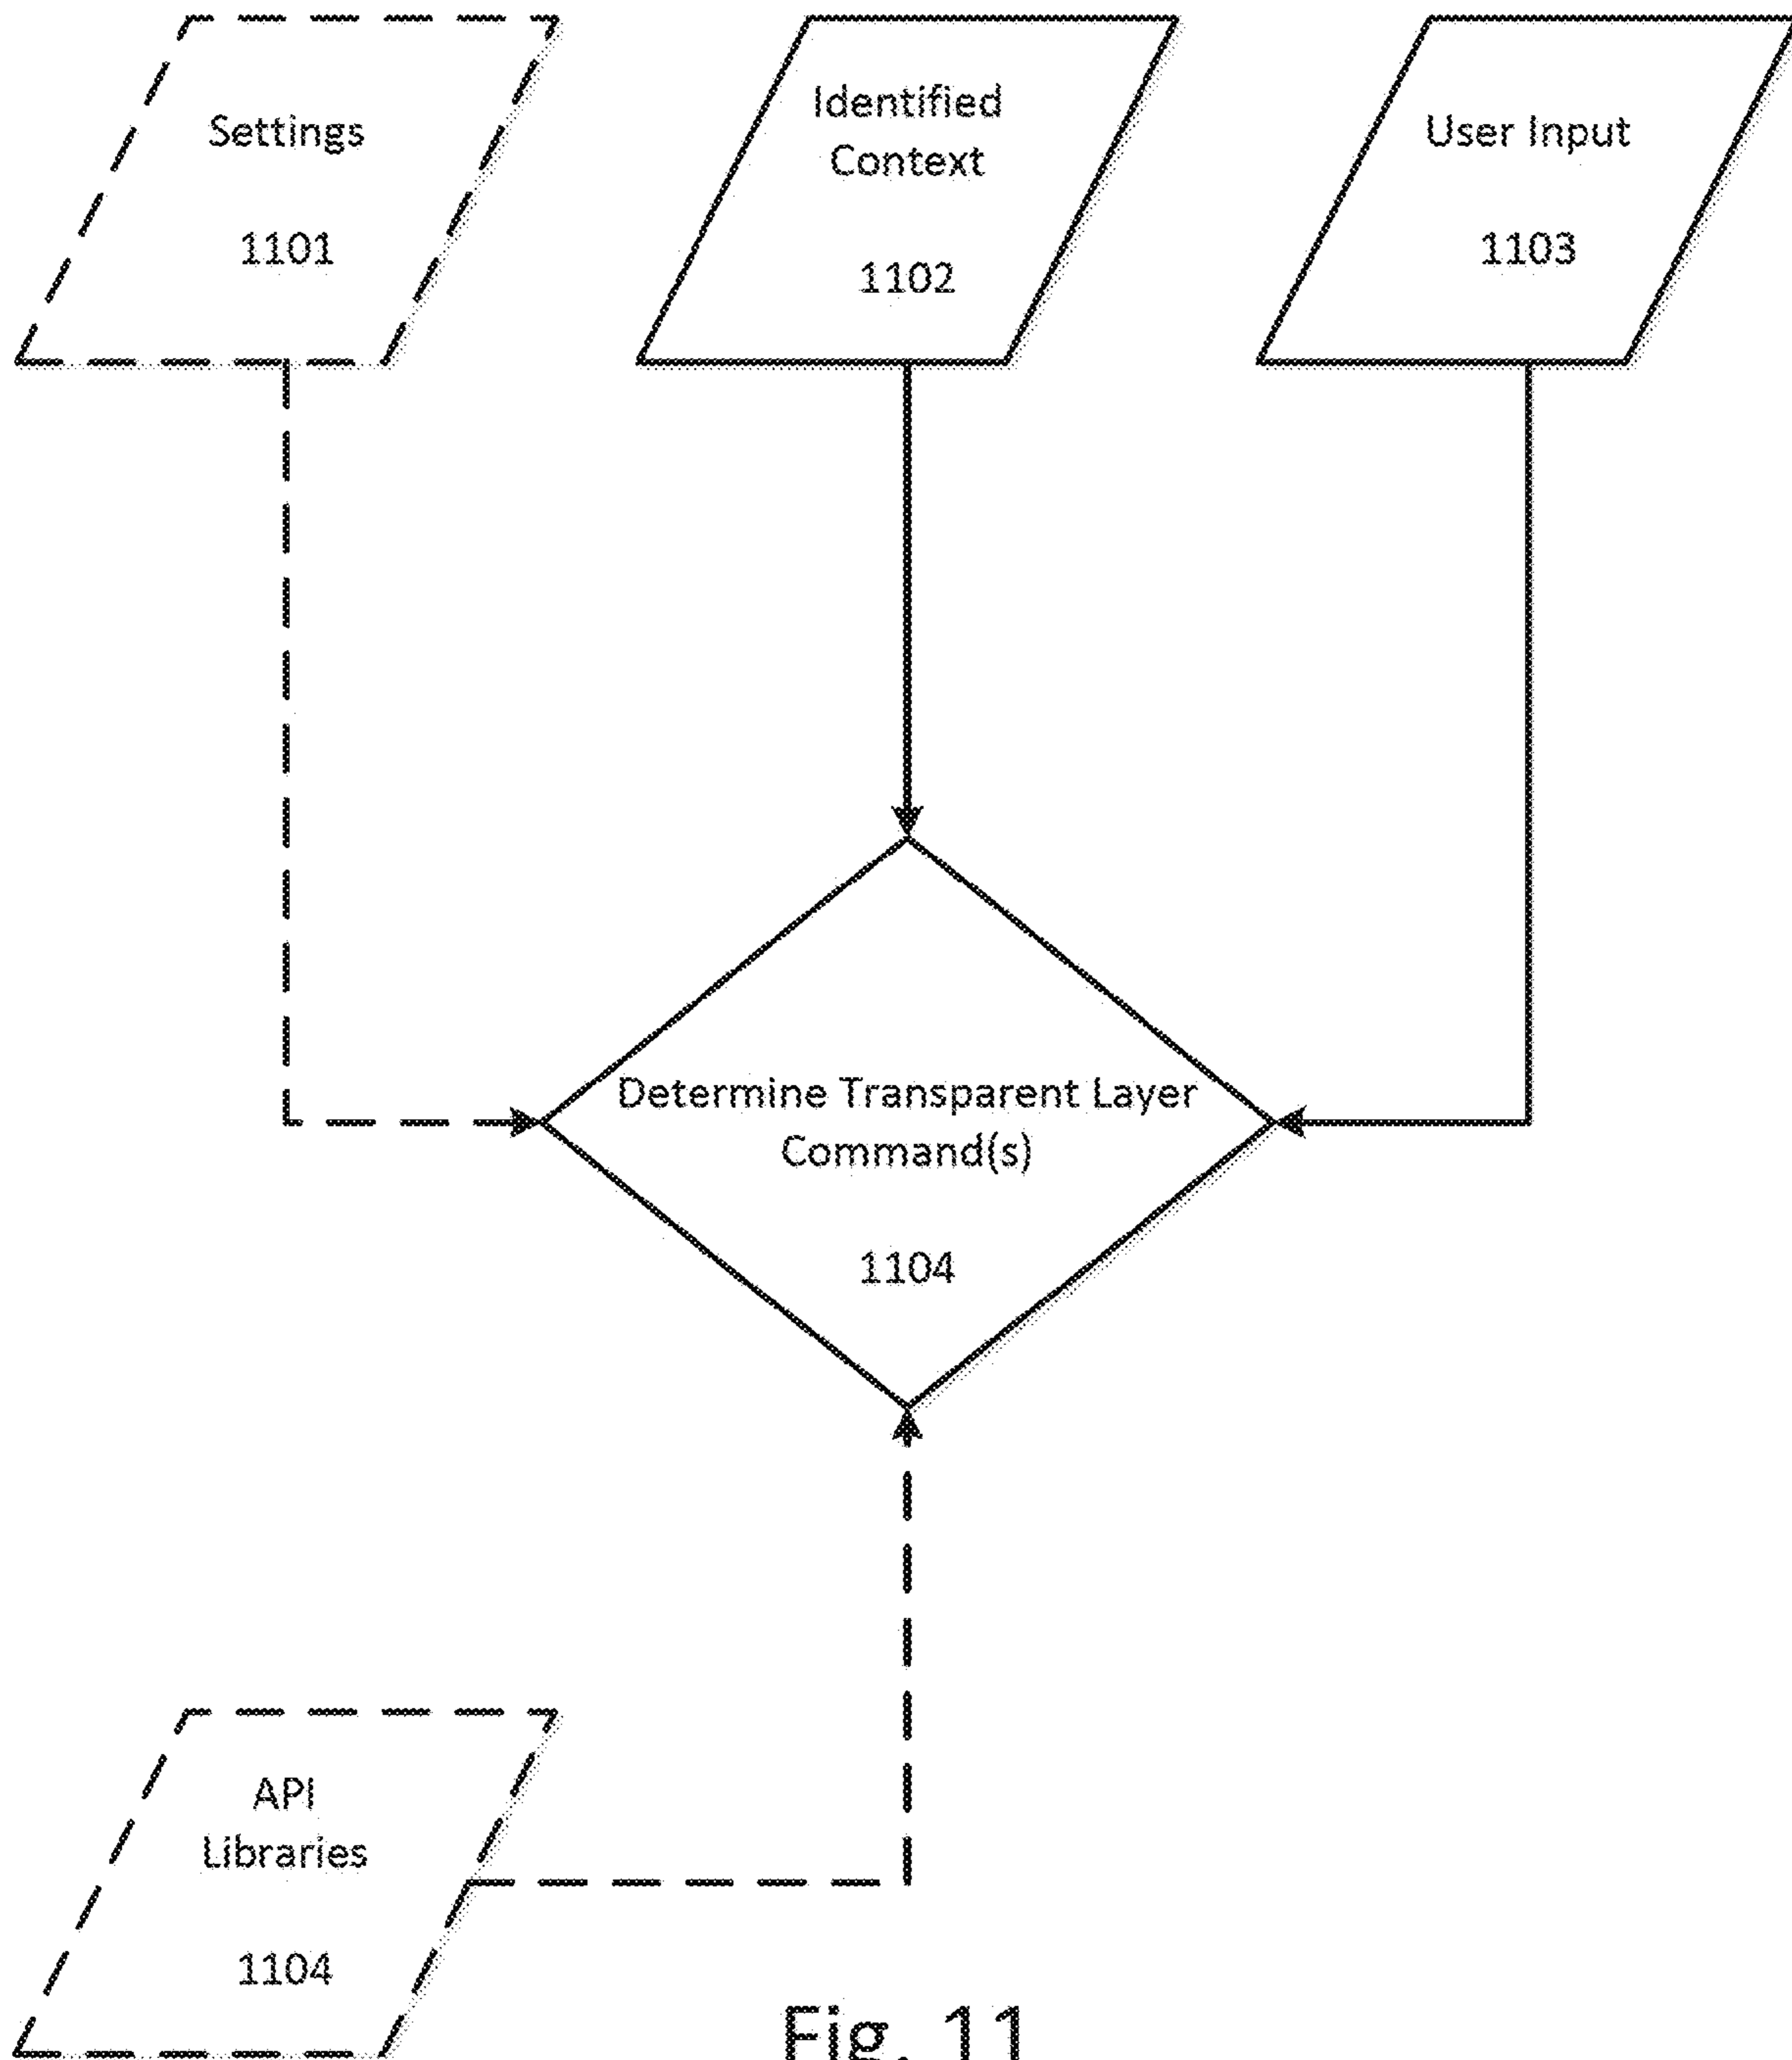 Settings
1101
Identified
Context
1102
User Input
1103
Determine Transparent Layer
Command(s)
1104
API
Libraries
1104
Fig. 11